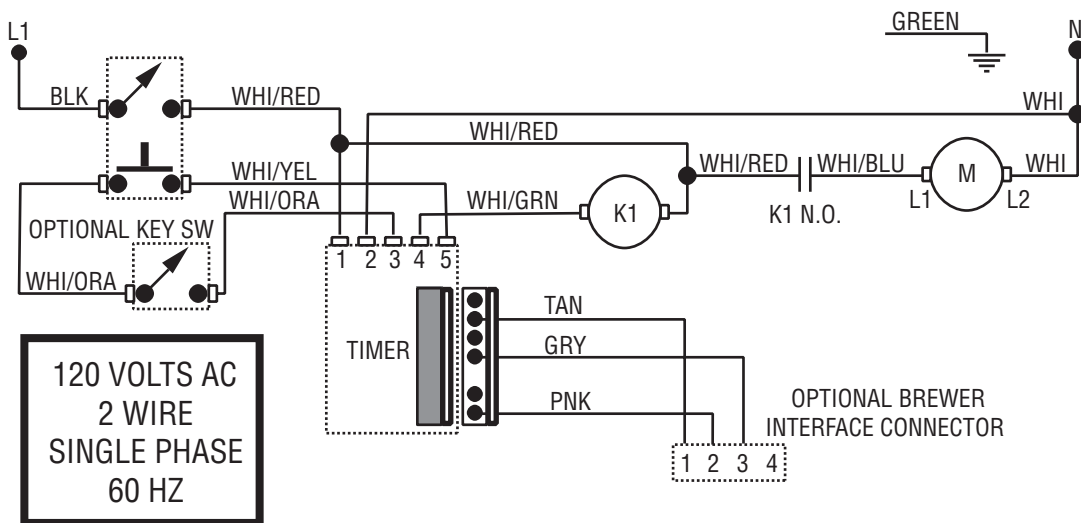 L1
GREEN
N
BLK
WHI/RED
WHI
WHI/RED
WHI/YEL
WHI/RED
WHI/BLU
M
WHI
WHI/ORA
WHI/GRN
K1
L1
L2
K1 N.O.
OPTIONAL KEY SW
1 2 3 4 5
WHI/ORA
TIMER
TAN
GRY
PNK
120 VOLTS AC
2 WIRE
SINGLE PHASE
60 HZ
OPTIONAL BREWER
INTERFACE CONNECTOR
1 2 3 4